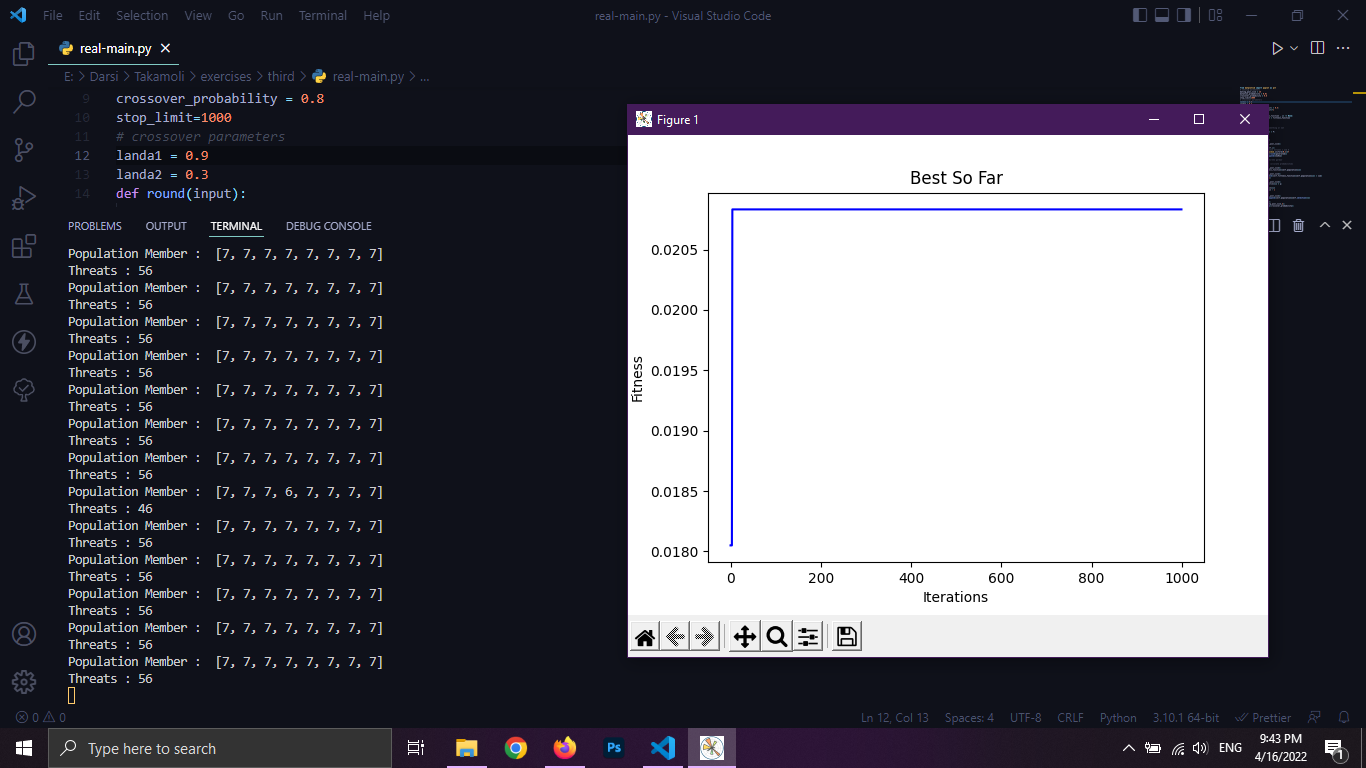 File Edit Selection View Go Run Terminal Help
real-main.py - Visual Studio Code
real-main.py
E: > Darsi > Takamoli > exercises > third > real-main.py > ...
9 crossover_probability = 0.8
10 stop_limit=1000
11 # crossover parameters
12 landa1 = 0.9
13 landa2 = 0.3
14 def round(input):
PROBLEMS OUTPUT TERMINAL DEBUG CONSOLE
Population Member :  [7, 7, 7, 7, 7, 7, 7, 7]
Threats : 56
Population Member :  [7, 7, 7, 7, 7, 7, 7, 7]
Threats : 56
Population Member :  [7, 7, 7, 7, 7, 7, 7, 7]
Threats : 56
Population Member :  [7, 7, 7, 7, 7, 7, 7, 7]
Threats : 56
Population Member :  [7, 7, 7, 7, 7, 7, 7, 7]
Threats : 56
Population Member :  [7, 7, 7, 7, 7, 7, 7, 7]
Threats : 56
Population Member :  [7, 7, 7, 7, 7, 7, 7, 7]
Threats : 56
Population Member :  [7, 7, 7, 6, 7, 7, 7, 7]
Threats : 46
Population Member :  [7, 7, 7, 7, 7, 7, 7, 7]
Threats : 56
Population Member :  [7, 7, 7, 7, 7, 7, 7, 7]
Threats : 56
Population Member :  [7, 7, 7, 7, 7, 7, 7, 7]
Threats : 56
Population Member :  [7, 7, 7, 7, 7, 7, 7, 7]
Threats : 56
Population Member :  [7, 7, 7, 7, 7, 7, 7, 7]
Threats : 56
Figure 1
Best So Far
0.0205
0.0200
0.0195
0.0190
0.0185
0.0180
Fitness
0 200 400 600 800 1000
Iterations
0 0
Ln 12, Col 13 Spaces: 4 UTF-8 CRLF Python 3.10.1 64-bit Prettier
Type here to search
Ps
ENG
9:43 PM
4/16/2022
1